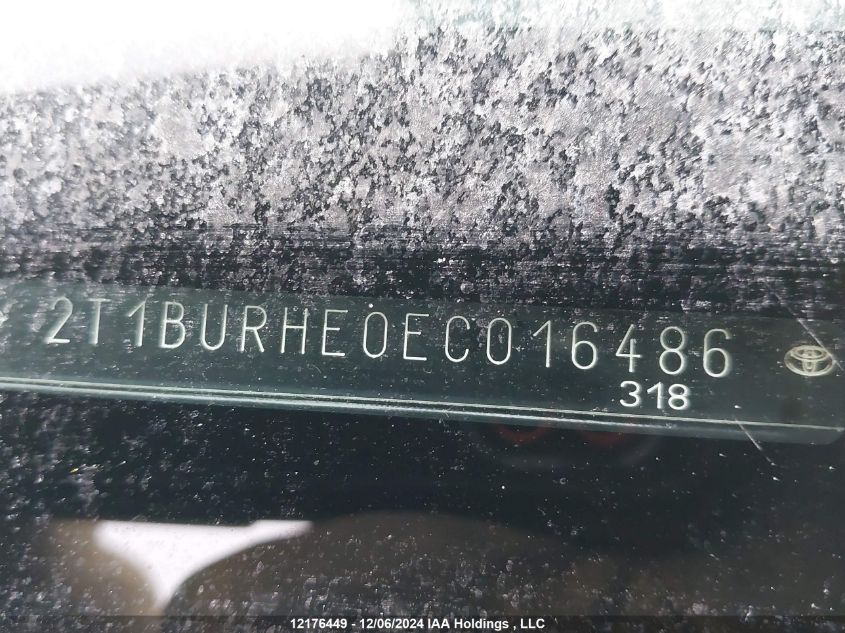 2T1BURHE0EC016486
318
12176449 - 12/06/2024 IAA Holdings , LLC